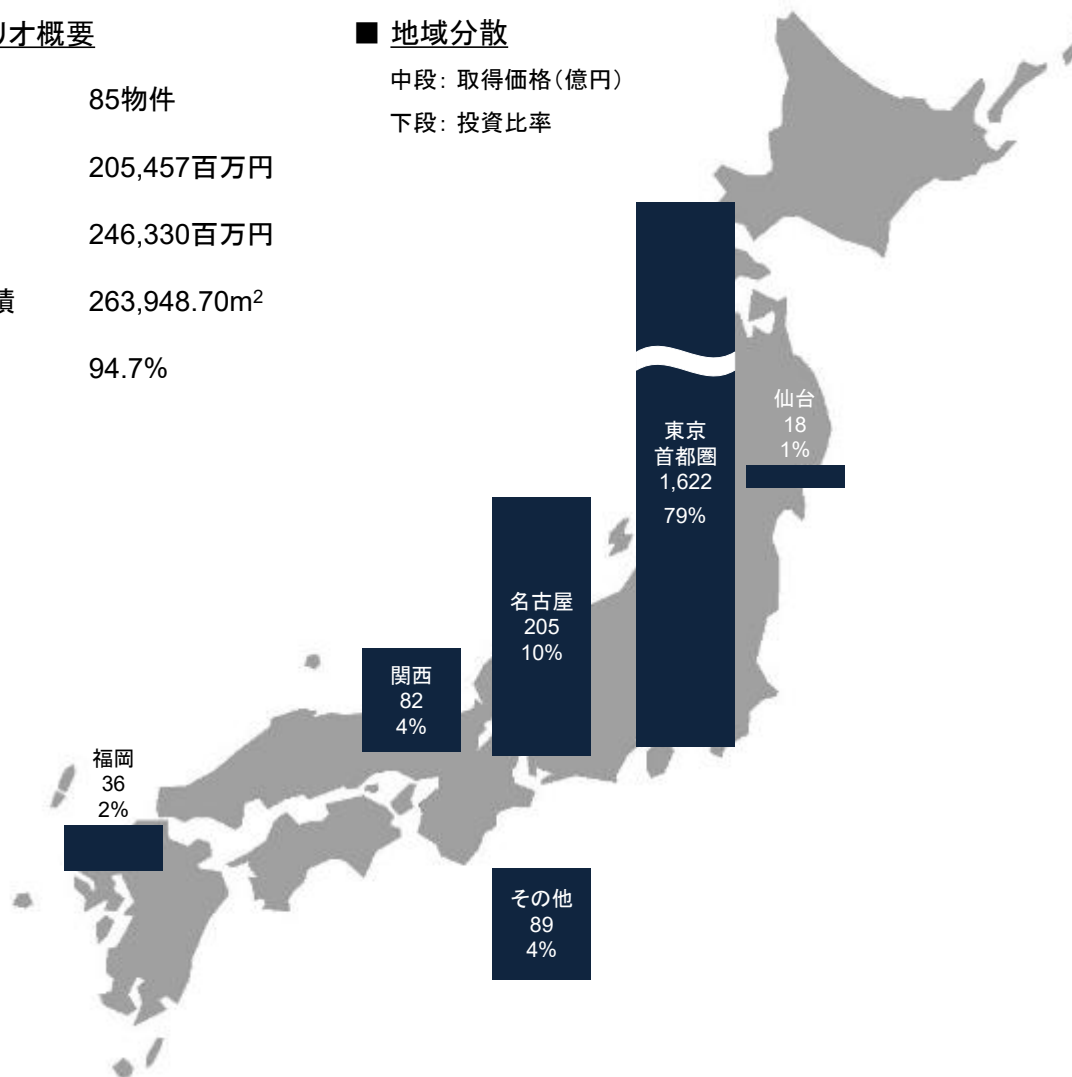 リオ概要
85物件
205,457百万円
246,330百万円
積 263,948.70m²
94.7%
■ 地域分散
中段: 取得価格(億円)
下段: 投資比率
仙台
18
1%
東京
首都圏
1,622
79%
名古屋
205
10%
関西
82
4%
福岡
36
2%
その他
89
4%